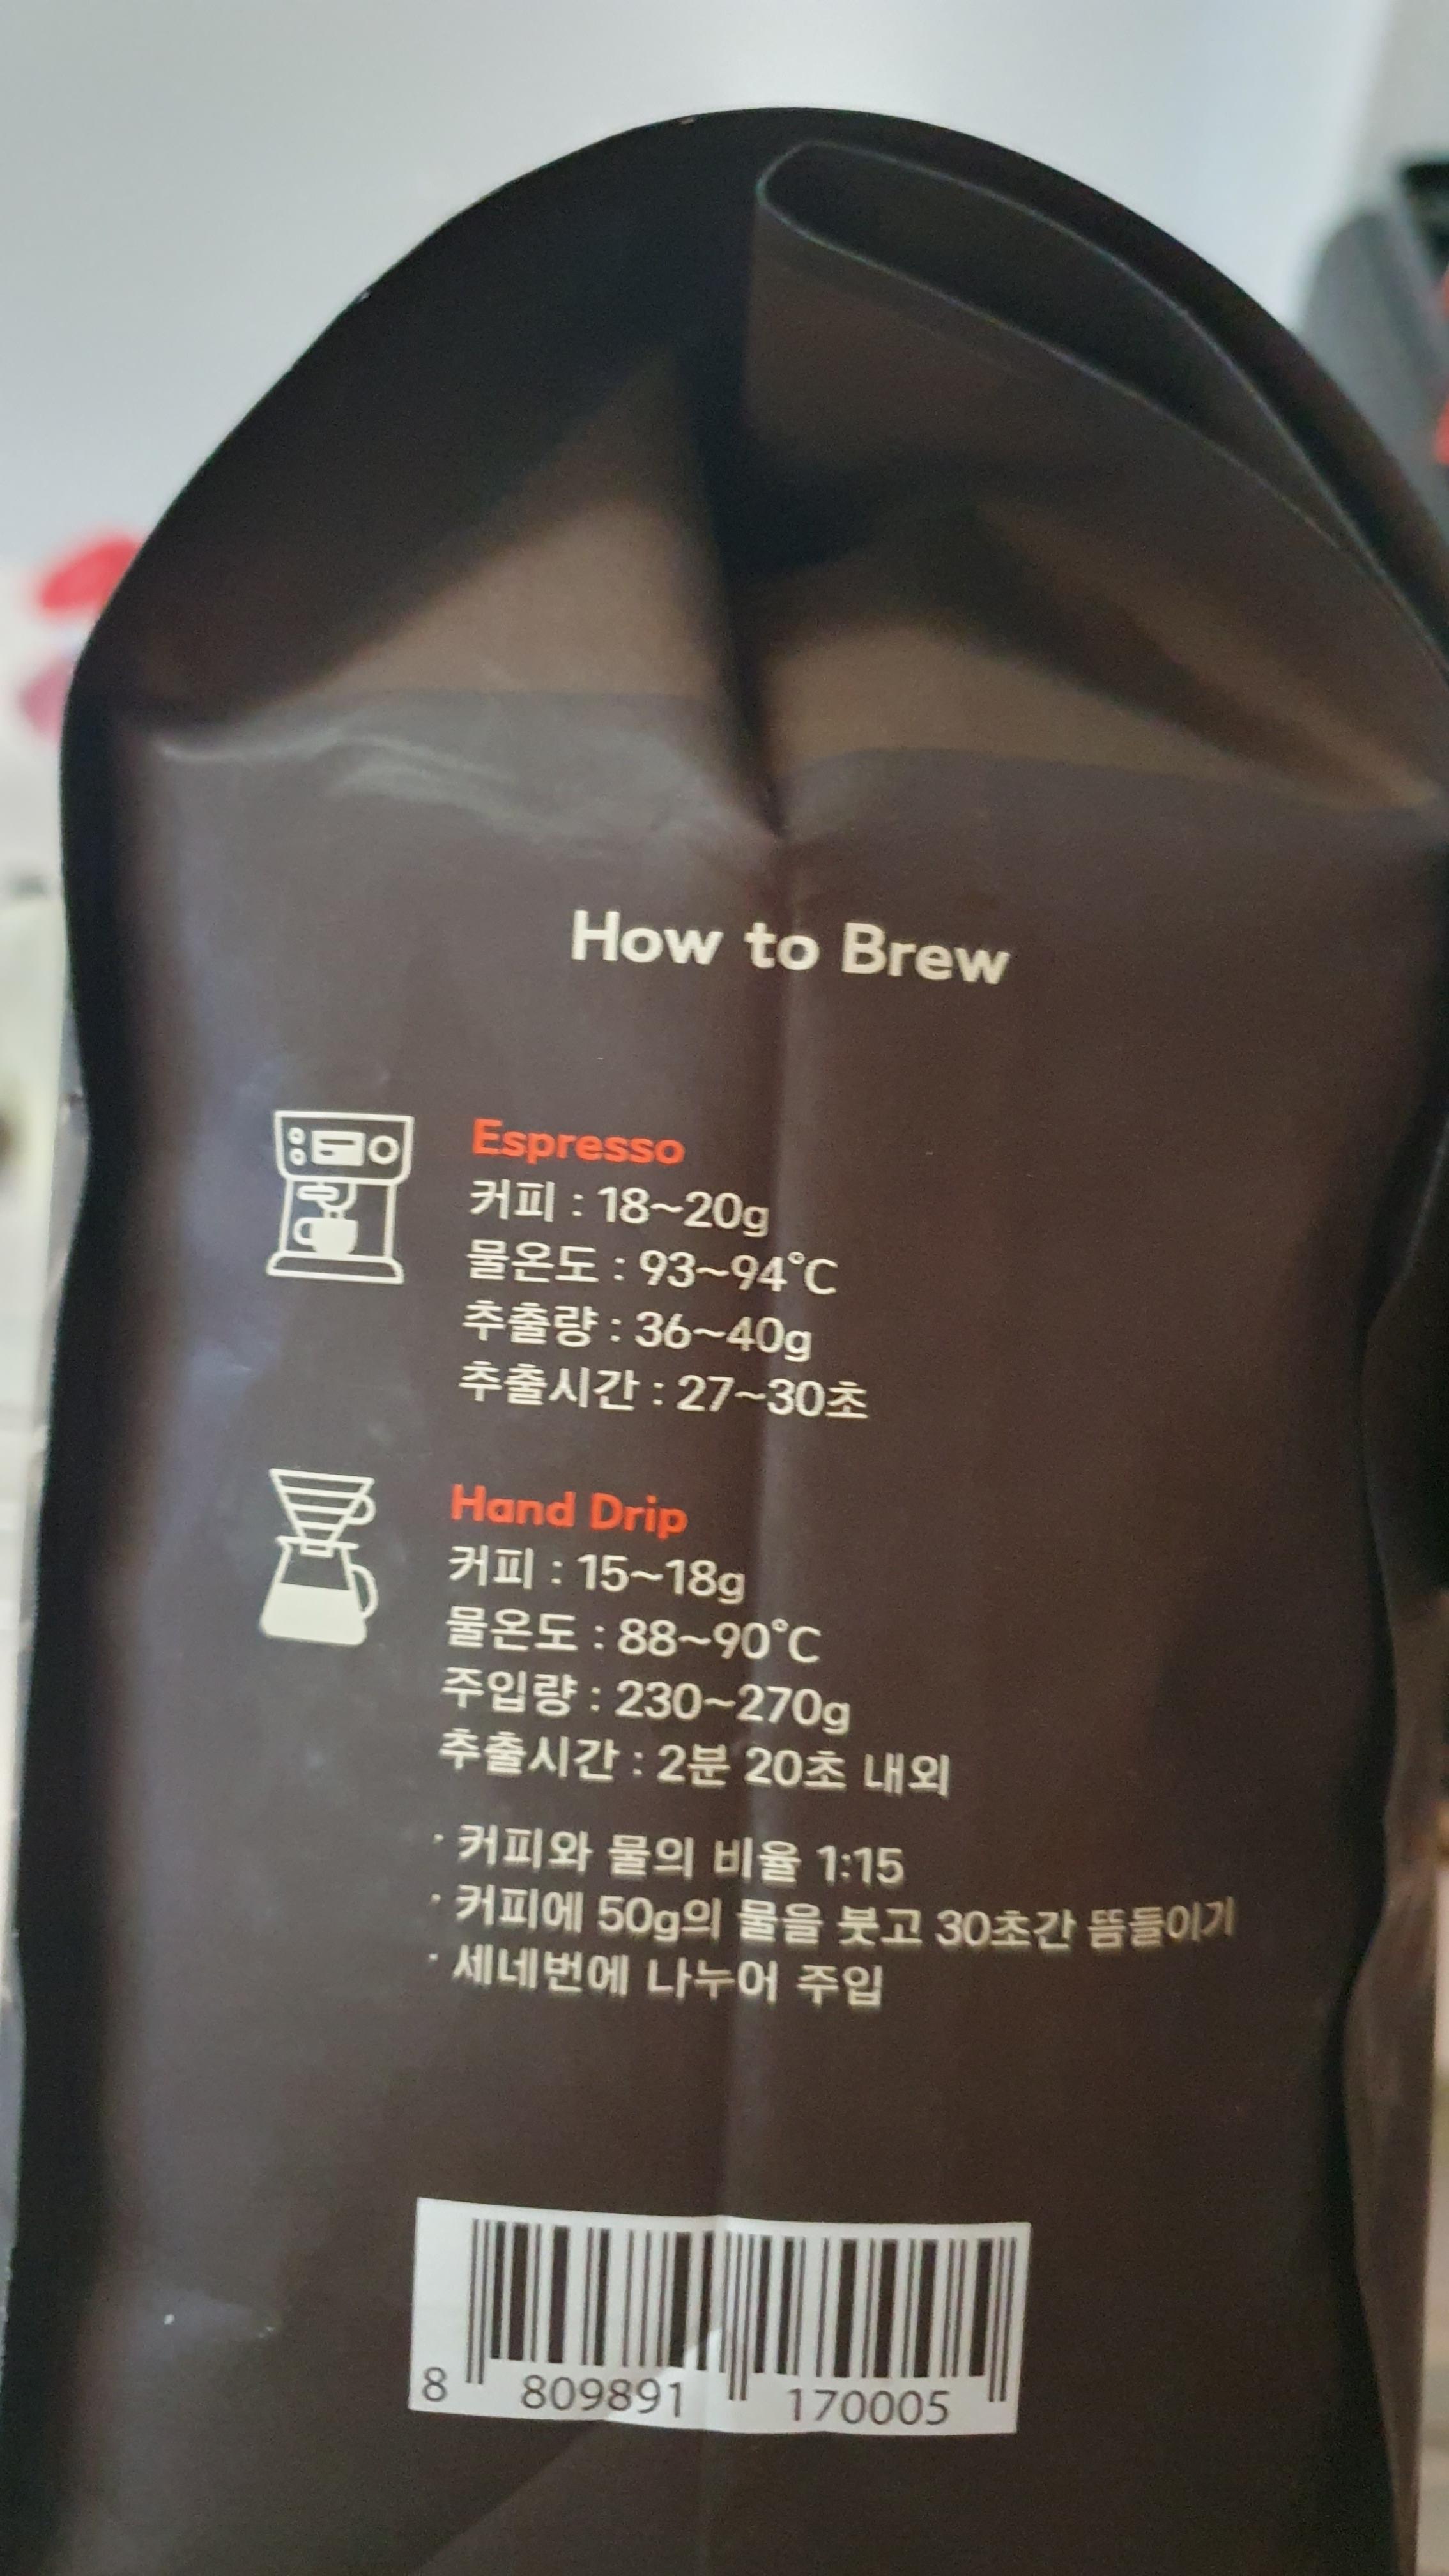 How to Brew
Espresso
커피 : 18~20g
물온도 : 93~94°C
추출량 : 36~40g
추출시간 : 27~30초
Hand Drip
커피 : 15~18g
물온도 : 88~90°C
주입량 : 230~270g
추출시간 : 2분 20초 내외
· 커피와 물의 비율 1:15
· 커피에 50g의 물을 붓고 30초간 뜸들이기
· 세네번에 나누어 주입
8 809891 170005